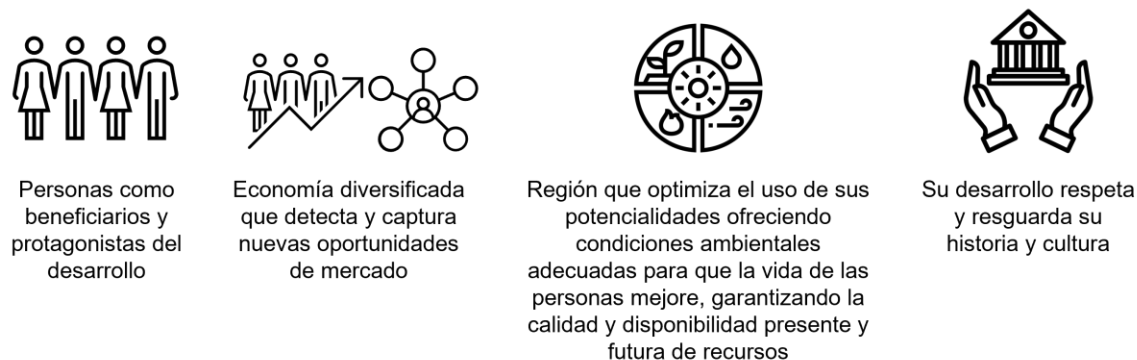 Personas como
beneficiarios y
protagonistas del
desarrollo
Economía diversificada
que detecta y captura
nuevas oportunidades
de mercado
Región que optimiza el uso de sus
potencialidades ofreciendo
condiciones ambientales
adecuadas para que la vida de las
personas mejore, garantizando la
calidad y disponibilidad presente y
futura de recursos
Su desarrollo respeta
y resguarda su
historia y cultura